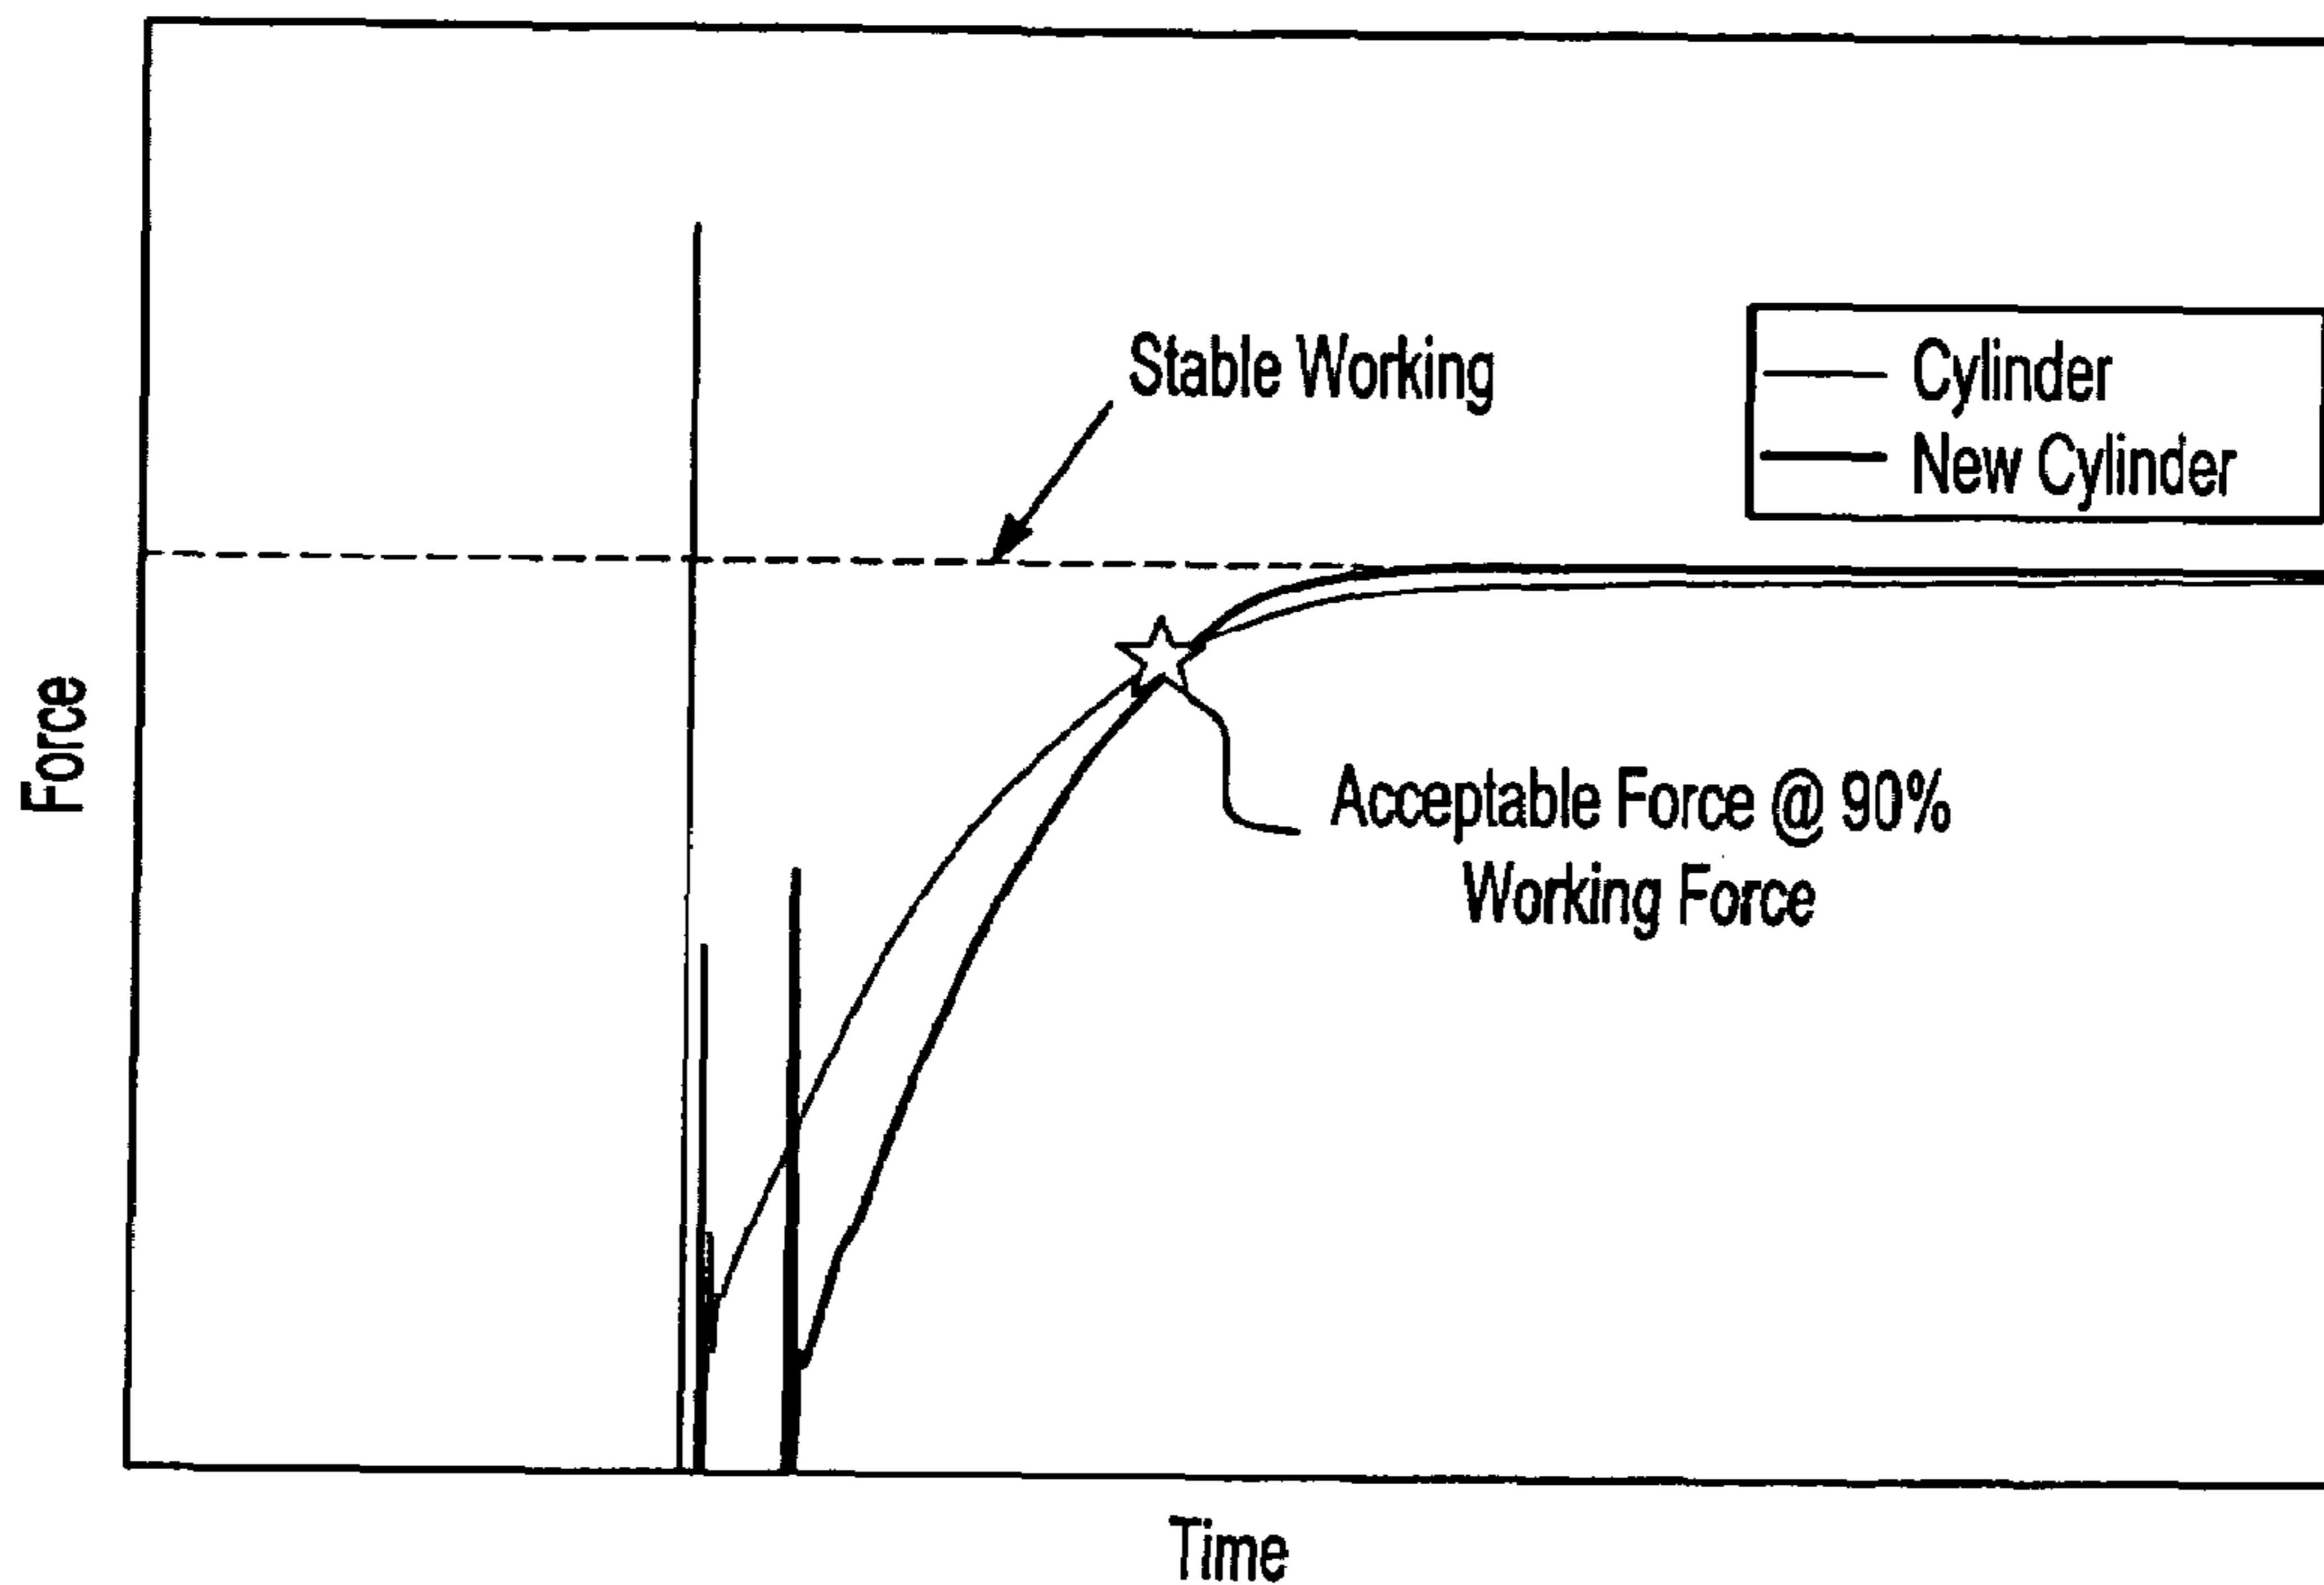 Stable Working
Cylinder
New Cylinder
Force
Acceptable Force @ 90%
Working Force
Time